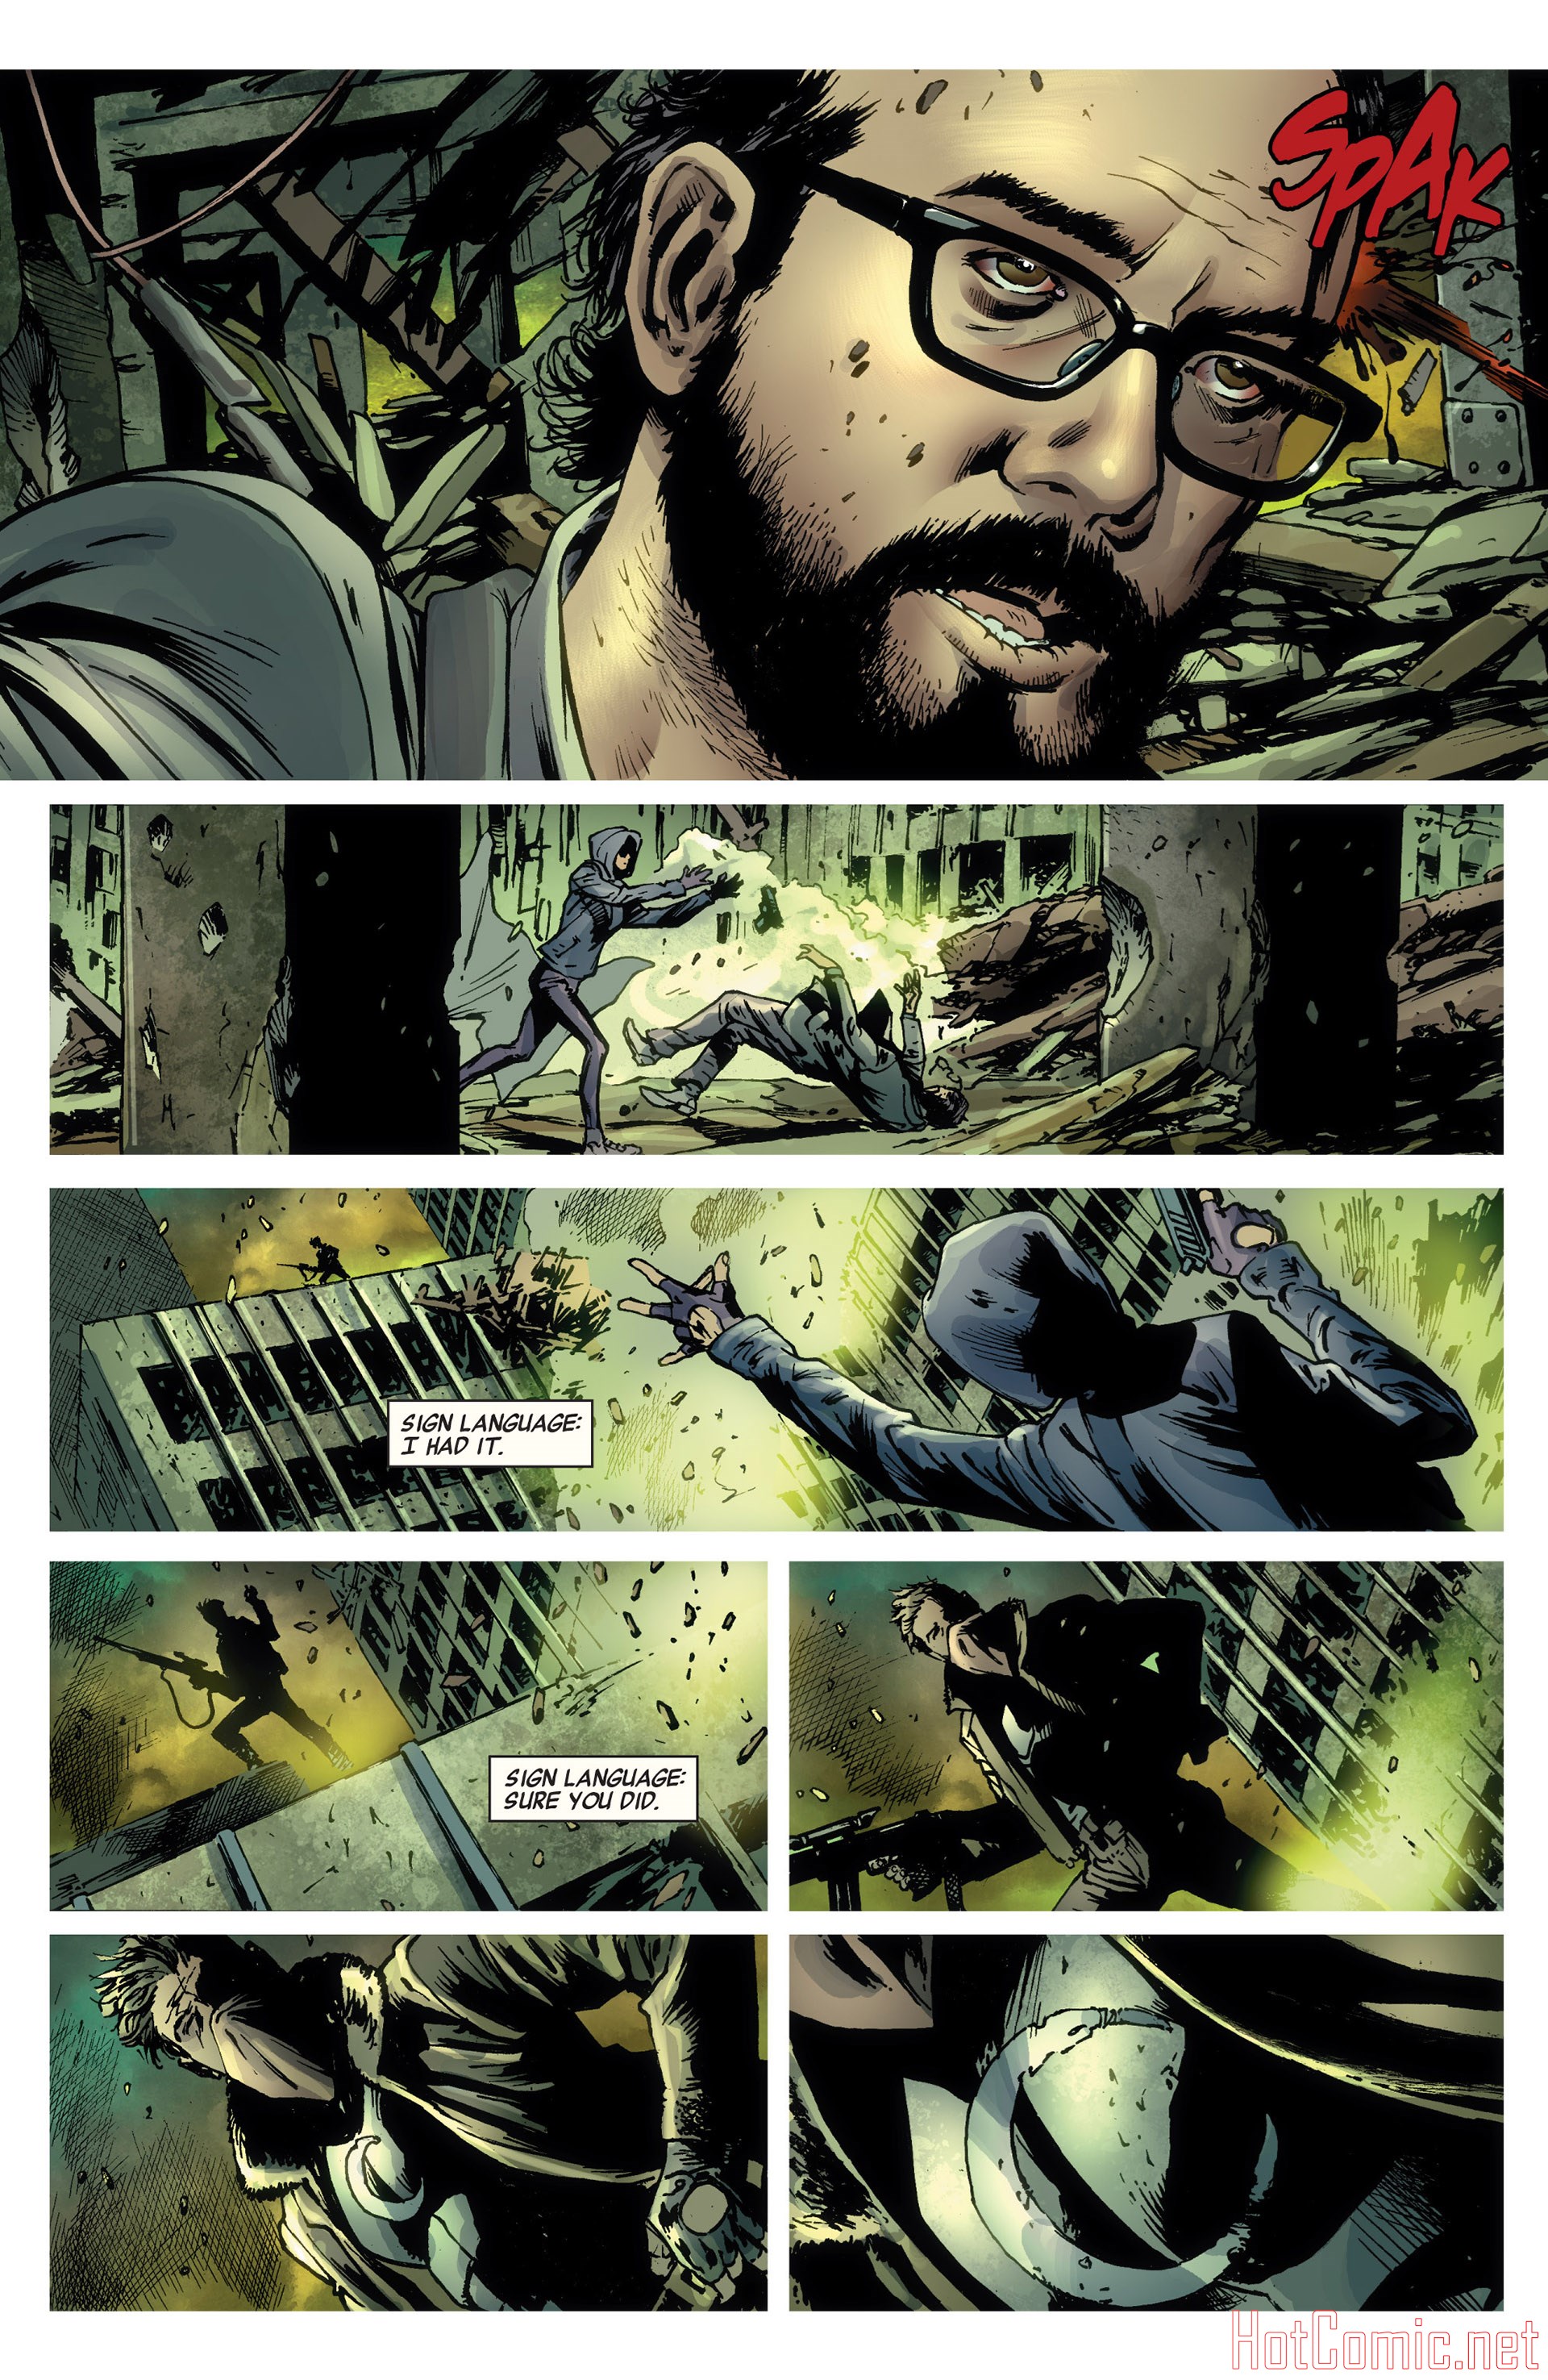 SPAK
SIGN LANGUAGE:
I HAD IT.
SIGN LANGUAGE:
SURE YOU DID.
HotComic.net